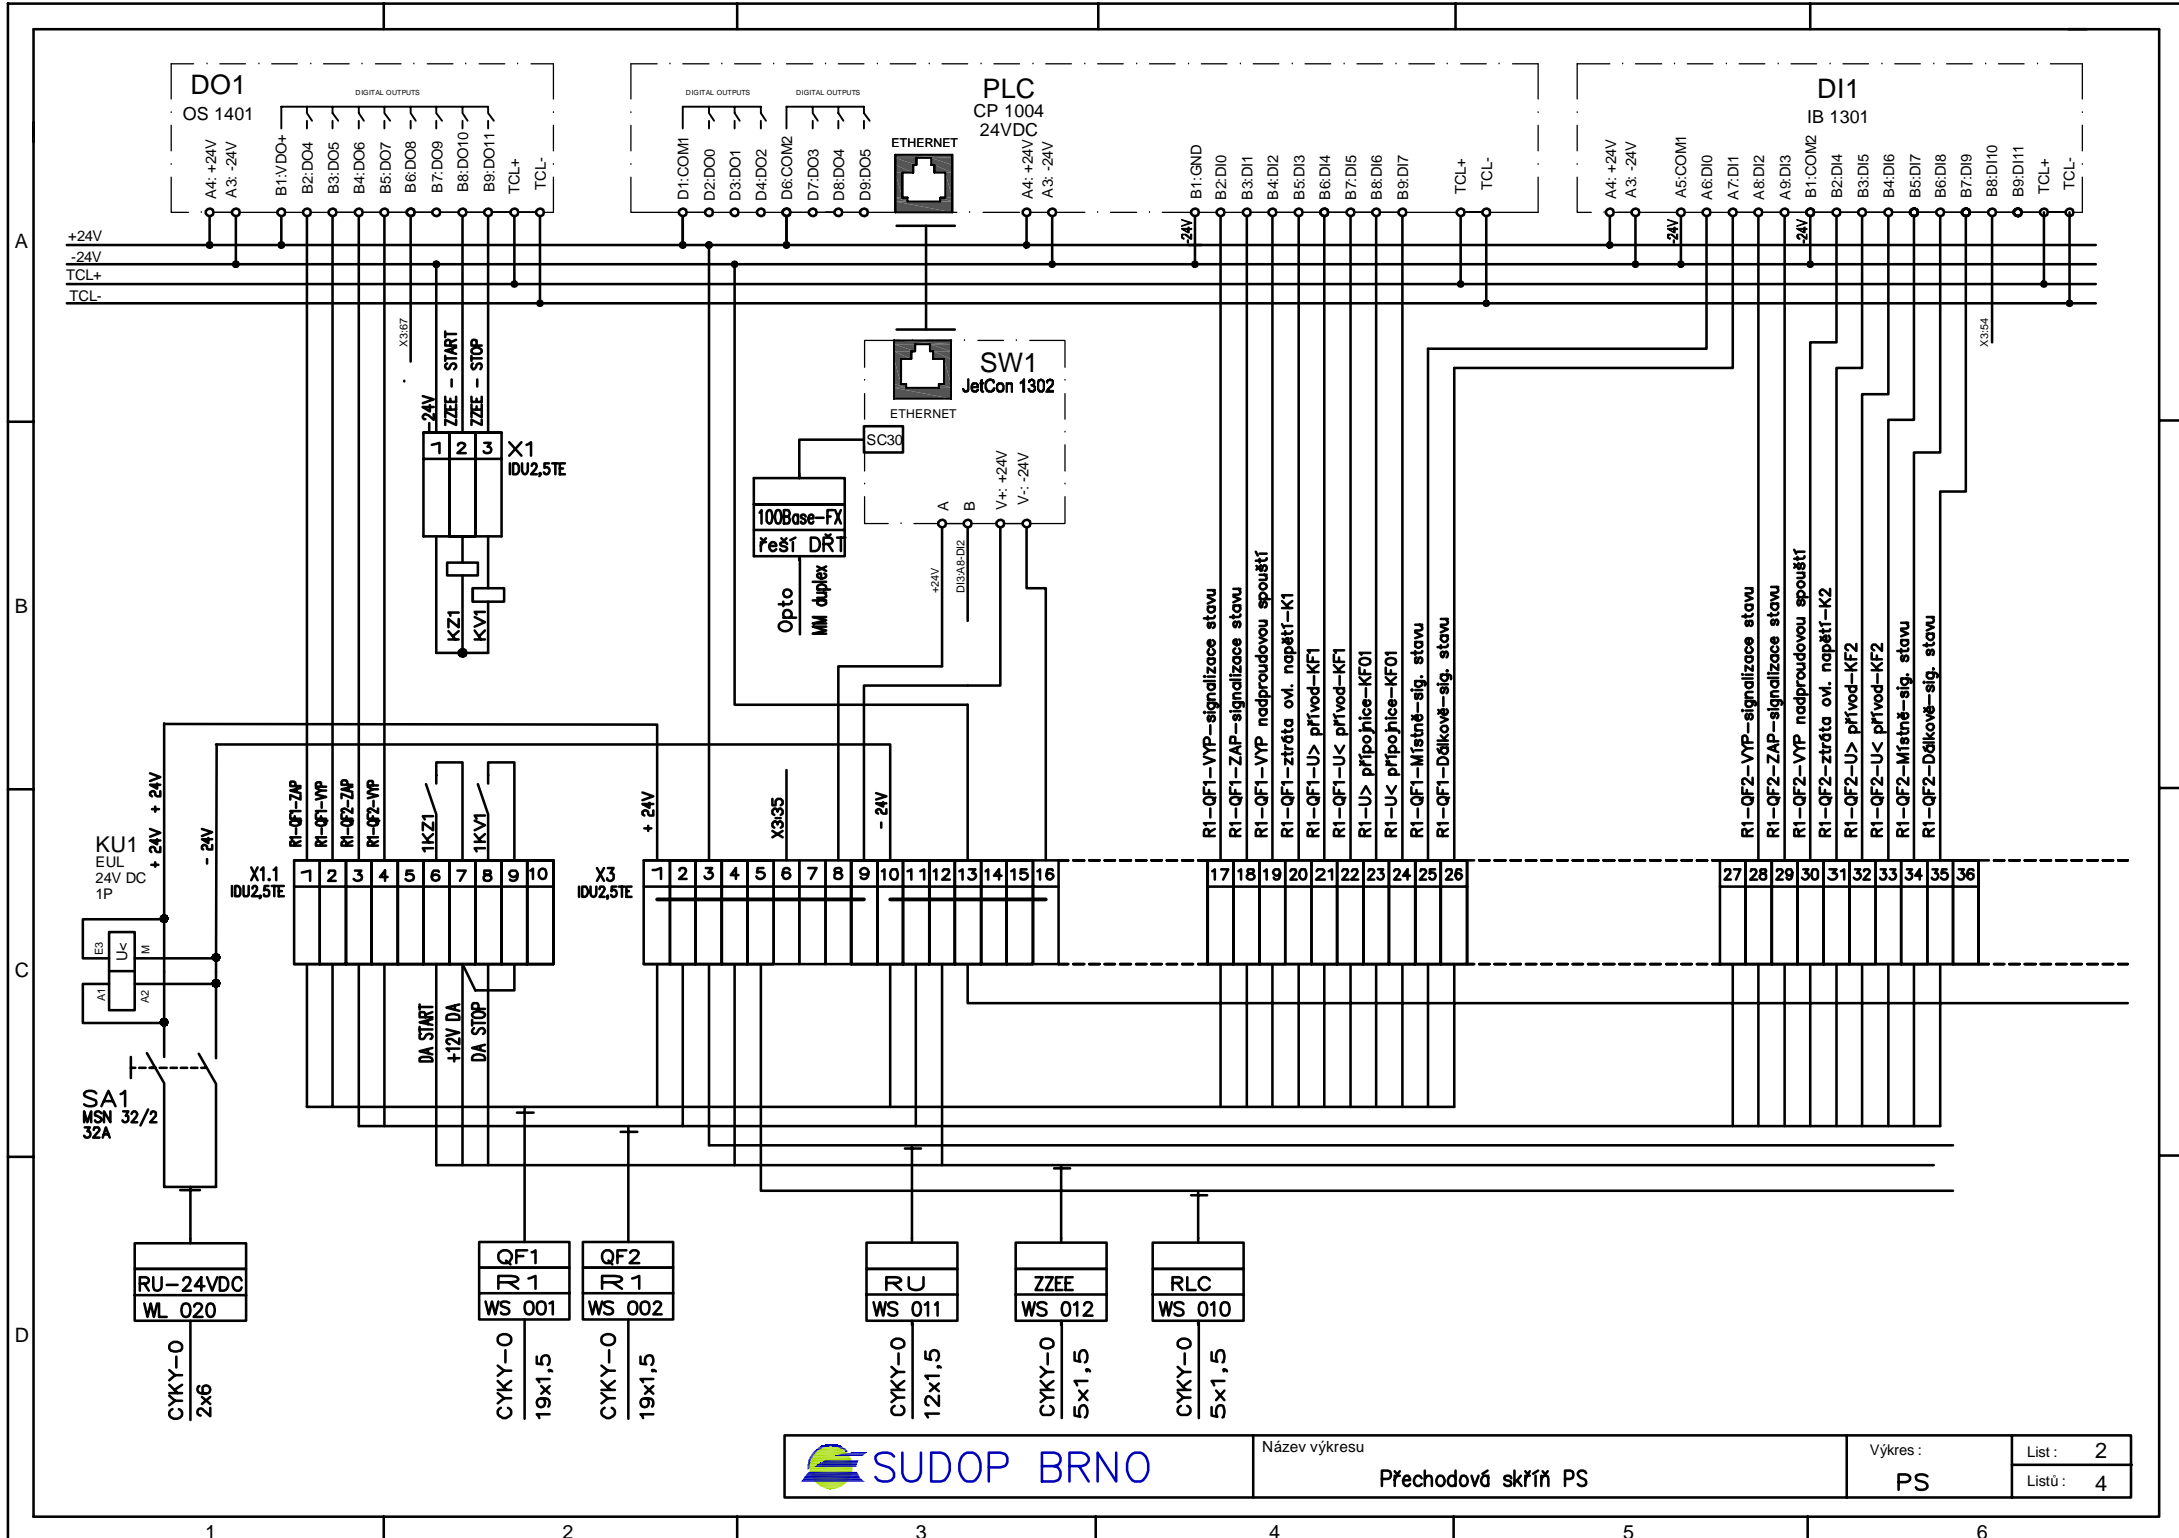 DO1
OS 1401
DIGITAL OUTPUTS
A4: +24V
A3: -24V
B1:VDO+
B2:DO4
B3:DO5
B4:DO6
B5:DO7
B6:DO8
B7:DO9
B8:DO10
B9:DO11
TCL+
TCL-
PLC
CP 1004
24VDC
DIGITAL OUTPUTS
DIGITAL OUTPUTS
D1:COM1
D2:DO0
D3:DO1
D4:DO2
D6:COM2
D7:DO3
D8:DO4
D9:DO5
ETHERNET
A4: +24V
A3: -24V
B1:GND
B2:DI0
B3:DI1
B4:DI2
B5:DI3
B6:DI4
B7:DI5
B8:DI6
B9:DI7
TCL+
TCL-
DI1
IB 1301
A4: +24V
A3: -24V
A5:COM1
A6:DI0
A7:DI1
A8:DI2
A9:DI3
B1:COM2
B2:DI4
B3:DI5
B4:DI6
B5:DI7
B6:DI8
B7:DI9
B8:DI10
B9:DI11
TCL+
TCL-
A
+24V
-24V
TCL+
TCL-
-24V
-24V
-24V
X3:67
-24V
ZZEE - START
ZZEE - STOP
X3:54
SW1
JetCon 1302
ETHERNET
SC30
A
B
V+: +24V
V-: -24V
1 2 3
X1
IDU2,5TE
100Base-FX
řeší DŘT
Opto
MM duplex
+24V
DI3:A8-DI2
B
KZ1
KV1
R1-QF1-VYP-signalizace stavu
R1-QF1-ZAP-signalizace stavu
R1-QF1-VYP nadproudovou spouští
R1-QF1-ztráta ovl. napětí-K1
R1-QF1-U> přívod-KF1
R1-QF1-U< přívod-KF1
R1-U> přípojnice-KF01
R1-U< přípojnice-KF01
R1-QF1-Místně-sig. stavu
R1-QF1-Dálkově-sig. stavu
R1-QF2-VYP-signalizace stavu
R1-QF2-ZAP-signalizace stavu
R1-QF2-VYP nadproudovou spouští
R1-QF2-ztráta ovl. napětí-K2
R1-QF2-U> přívod-KF2
R1-QF2-U< přívod-KF2
R1-QF2-Místně-sig. stavu
R1-QF2-Dálkově-sig. stavu
+ 24V
+ 24V
- 24V
R1-QF1-ZAP
R1-QF1-VYP
R1-QF2-ZAP
R1-QF2-VYP
1KZ1
1KV1
+ 24V
X3:35
- 24V
KU1
EUL
24V DC
1P
X1.1
IDU2,5TE
1 2 3 4 5 6 7 8 9 10
X3
IDU2,5TE
1 2 3 4 5 6 7 8 9 10 11 12 13 14 15 16
17 18 19 20 21 22 23 24 25 26
27 28 29 30 31 32 33 34 35 36
C
E3
U<
M
A1
A2
DA START
+12V DA
DA STOP
SA1
MSN 32/2
32A
RU-24VDC
WL 020
CYKY-O
2x6
QF1
R1
WS 001
CYKY-O
19x1,5
QF2
R1
WS 002
CYKY-O
19x1,5
RU
WS 011
CYKY-O
12x1,5
ZZEE
WS 012
CYKY-O
5x1,5
RLC
WS 010
CYKY-O
5x1,5
D
SUDOP BRNO
Název výkresu
Přechodová skříň PS
Výkres :
PS
List : 2
Listů : 4
1 2 3 4 5 6